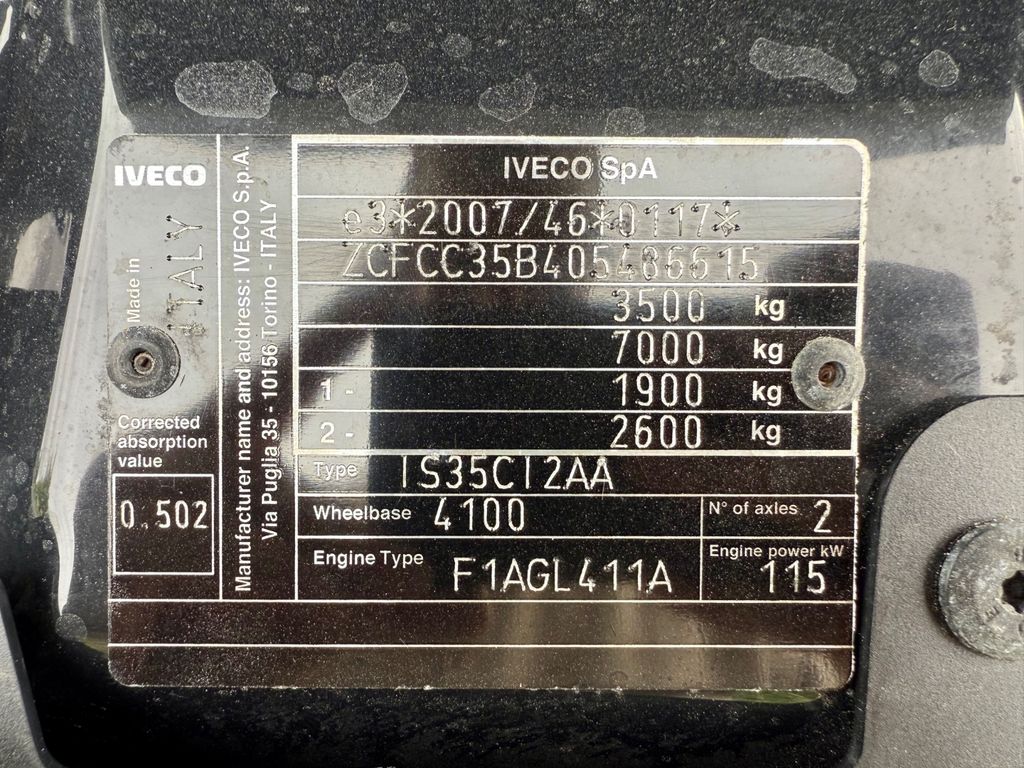 IVECO
Made in
ITALY
Corrected
absorption
value
0.502
Manufacturer name and address: IVECO S.p.A.
Via Puglia 35 - 10156 Torino - ITALY
IVECO SpA
e3*2007/46*0117*
ZCFCC35B405486615
3500 kg
7000 kg
1 - 1900 kg
2 - 2600 kg
Type IS35CI2AA
Wheelbase 4100
N° of axles 2
Engine Type F1AGL411A
Engine power kW
115